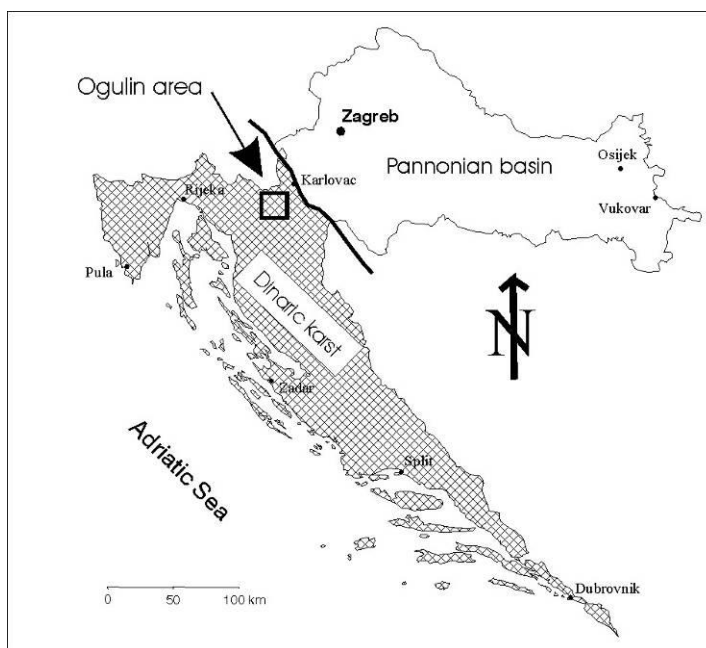 Ogulin area
Zagreb
Pannonian basin
Osijek
Vukovar
Karlovac
Rijeka
Pula
Dinaric karst
N
Zadar
Adriatic Sea
Split
Dubrovnik
0 50 100 km